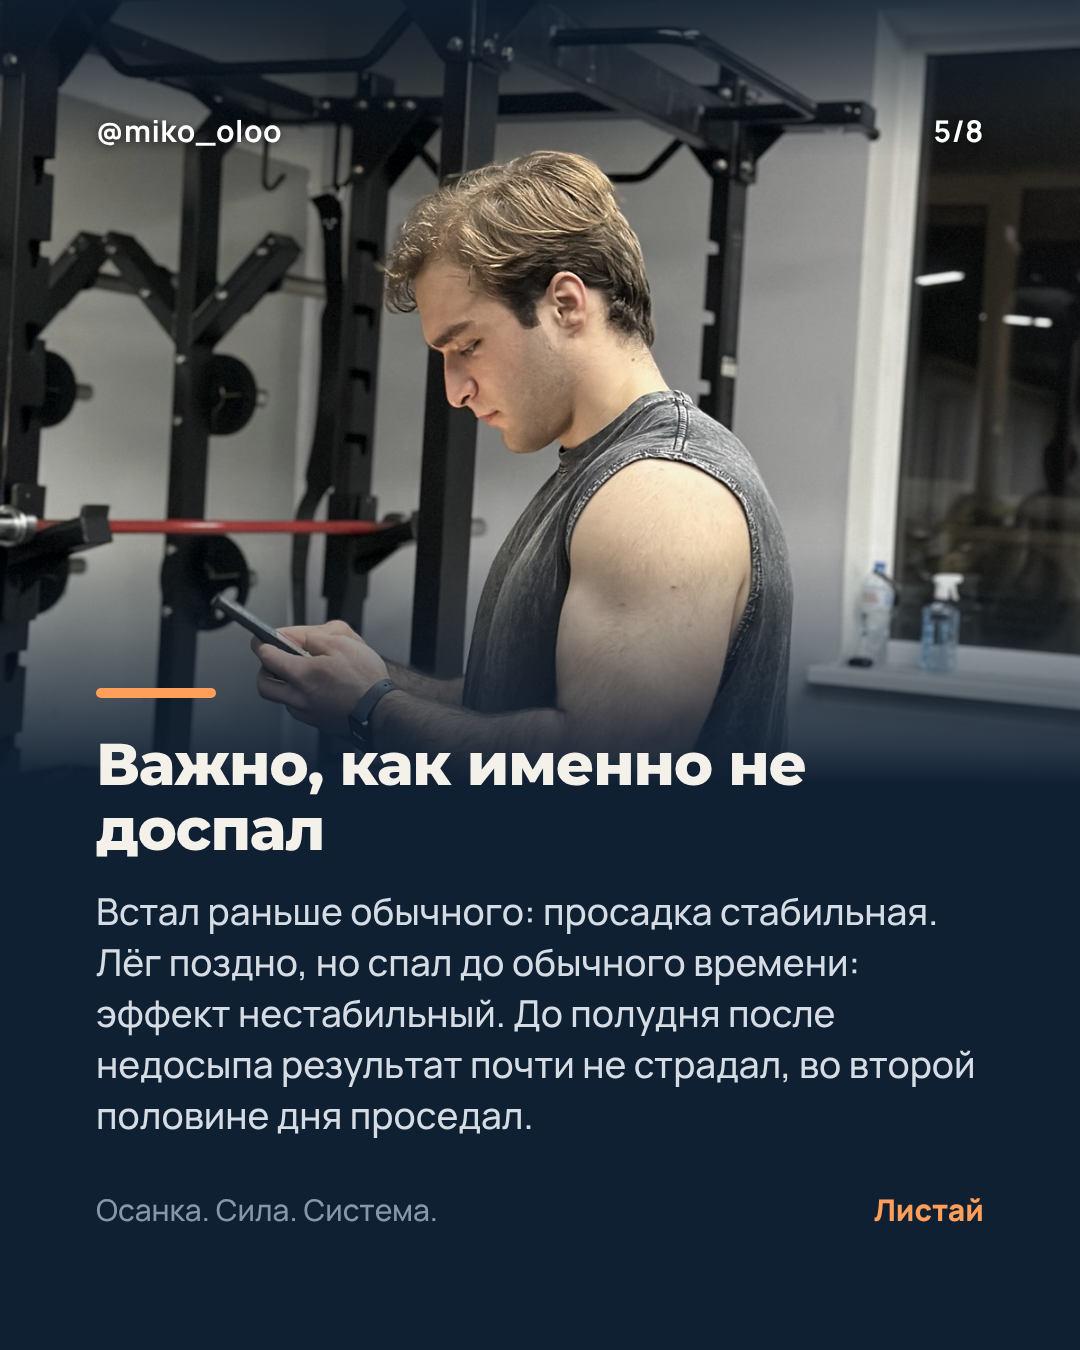 @miko_oloo
5/8
Важно, как именно не
доспал
Встал раньше обычного: просадка стабильная.
Лёг поздно, но спал до обычного времени:
эффект нестабильный. До полудня после
недосыпа результат почти не страдал, во второй
половине дня проседал.
Осанка. Сила. Система.
Листай